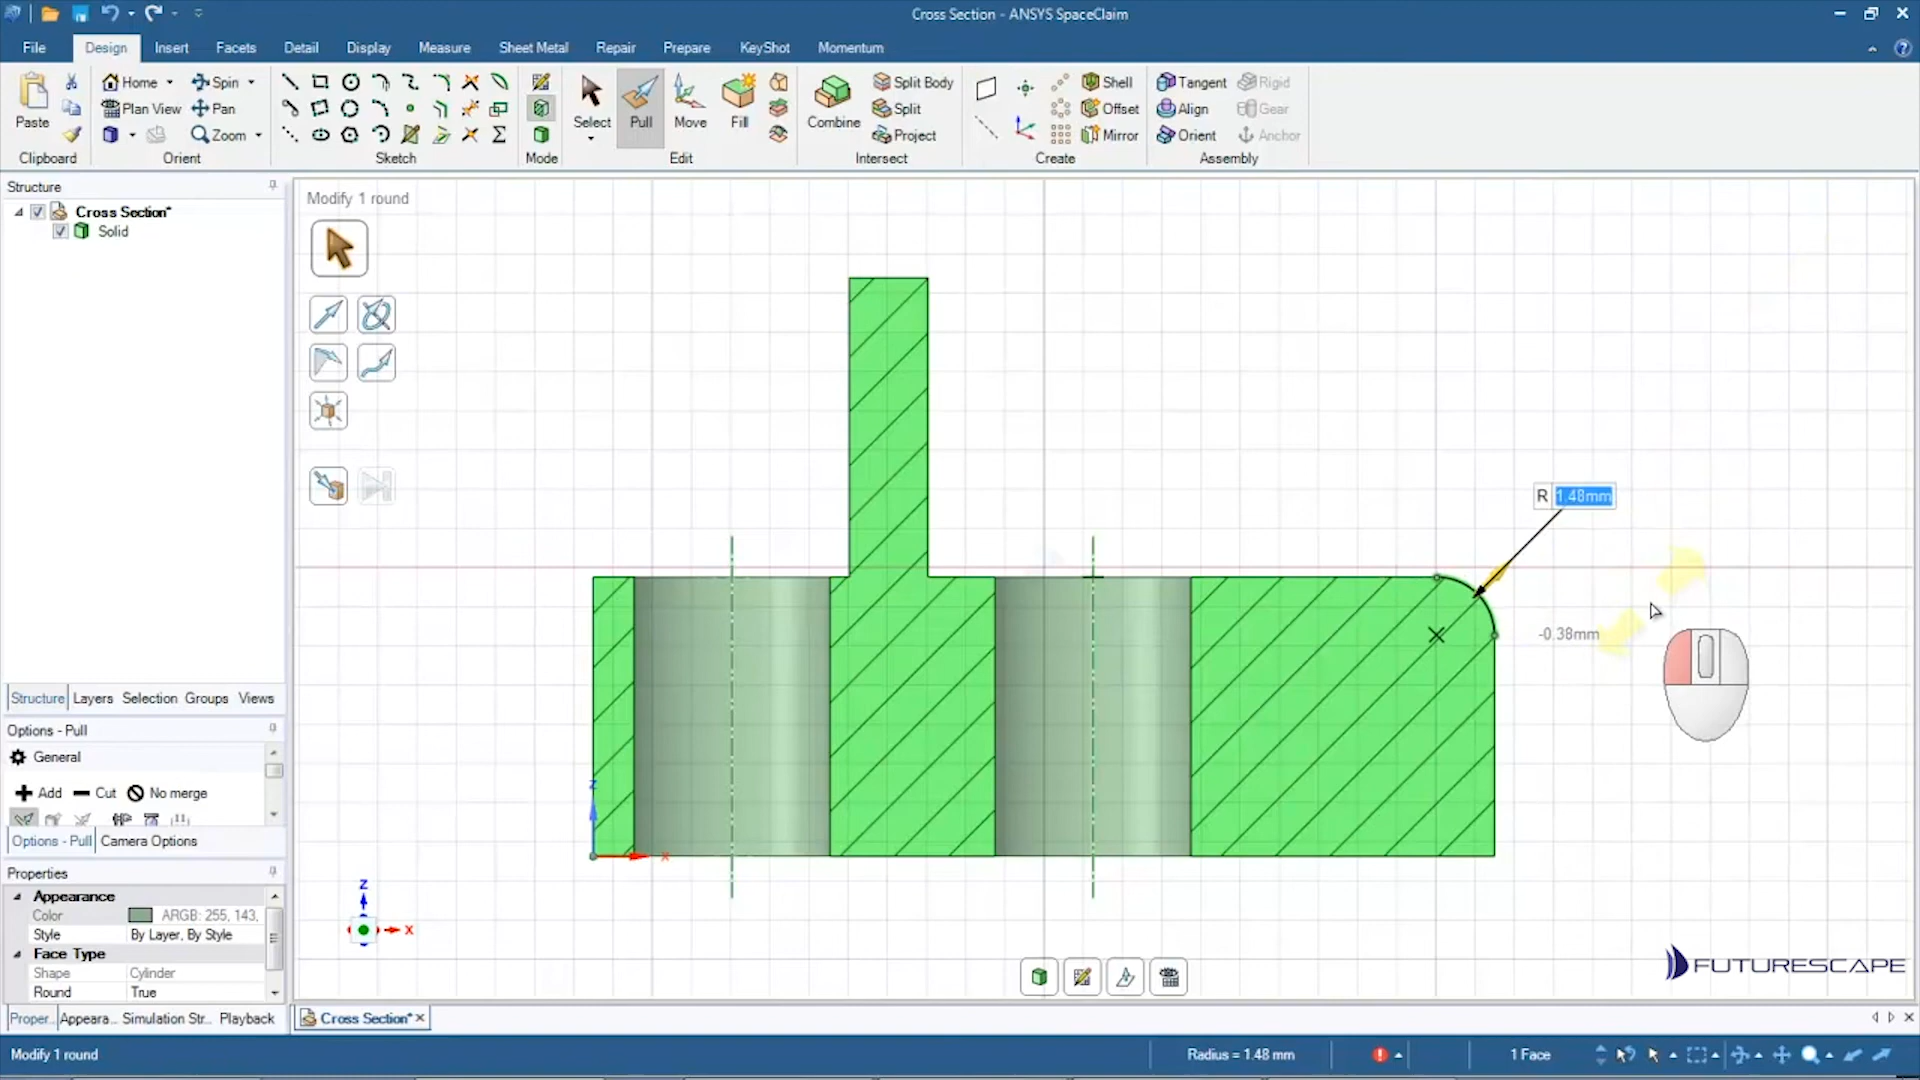 Cross Section - ANSYS SpaceClaim
File Design Insert Facets Detail Display Measure Sheet Metal Repair Prepare KeyShot Momentum
Paste
Clipboard
Home Spin
Plan View Pan
Zoom
Orient
Sketch
Mode
Select Pull Move Fill
Edit
Combine
Split Body
Split
Project
Intersect
Shell
Offset
Mirror
Create
Tangent Rigid
Align Gear
Orient Anchor
Assembly
Structure
Cross Section*
Solid
Structure Layers Selection Groups Views
Options - Pull
General
Add Cut No merge
Options - Pull Camera Options
Properties
Appearance
Color ARGB: 255, 143,
Style By Layer, By Style
Face Type
Shape Cylinder
Round True
Proper... Appeara... Simulation Str... Playback
Modify 1 round
R 1.48mm
-0.38mm
Z
X
Z
X
FUTURESCAPE
Cross Section*
Modify 1 round
Radius = 1.48 mm
1 Face